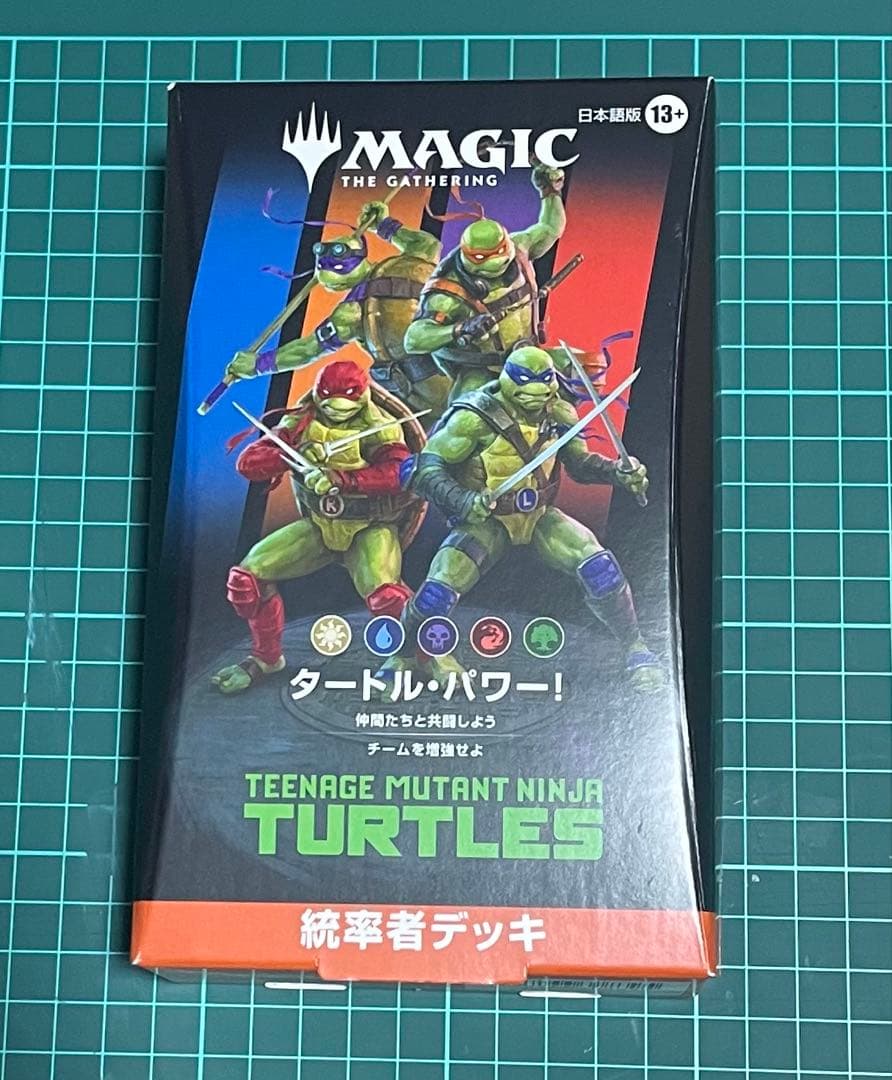 日本語版 13+
MAGIC
THE GATHERING
R
L
タートル・パワー!
仲間たちと共闘しよう
チームを増強せよ
TEENAGE MUTANT NINJA
TURTLES
統率者デッキ